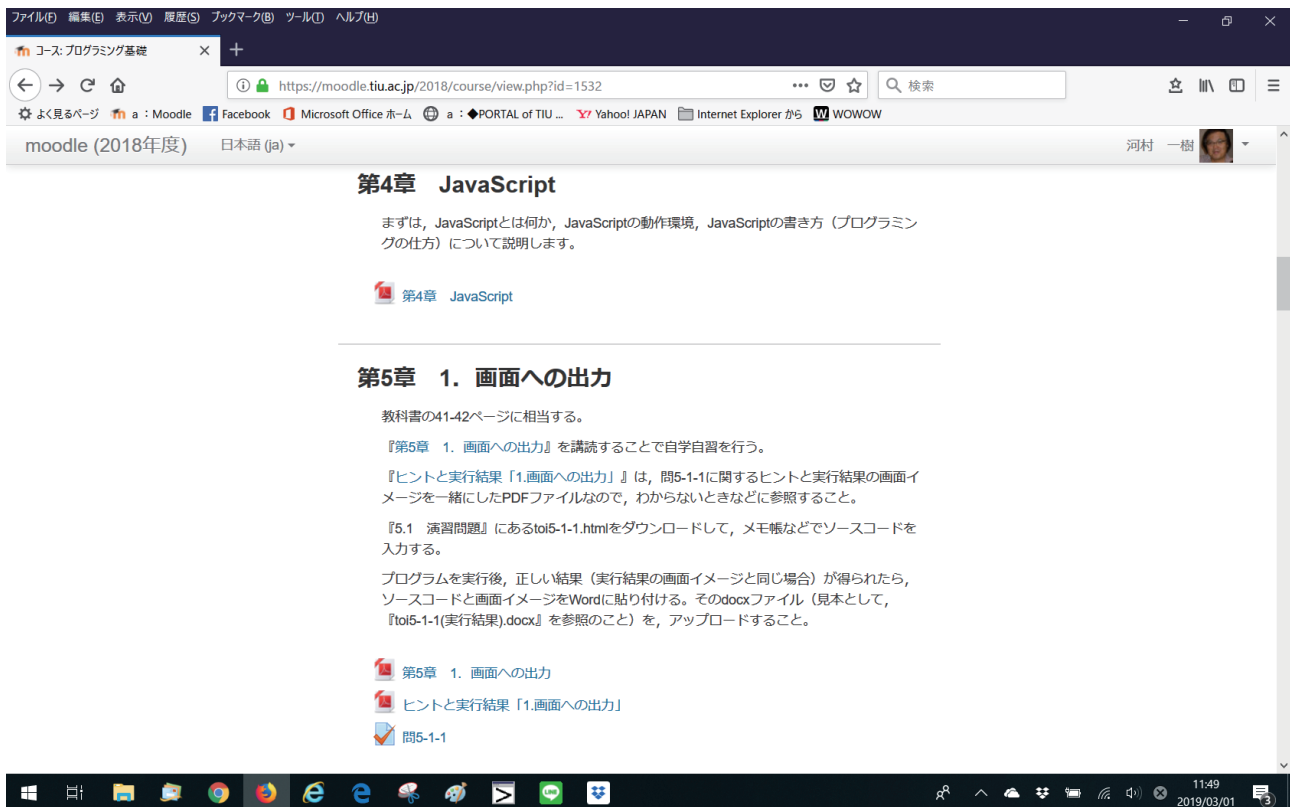 ファイル(F) 編集(E) 表示(V) 履歴(S) ブックマーク(B) ツール(T) ヘルプ(H)
コース: プログラミング基礎
https://moodle.tiu.ac.jp/2018/course/view.php?id=1532
検索
よく見るページ a：Moodle Facebook Microsoft Office ホーム a：◆PORTAL of TIU ... Yahoo! JAPAN Internet Explorer から WOWOW
moodle (2018年度) 日本語 (ja) 河村 一樹
第4章　JavaScript
まずは，JavaScriptとは何か，JavaScriptの動作環境，JavaScriptの書き方（プログラミン
グの仕方）について説明します。
第4章　JavaScript
第5章　1．画面への出力
教科書の41-42ページに相当する。
『第5章　1．画面への出力』を講読することで自学自習を行う。
『ヒントと実行結果「1.画面への出力」』は，問5-1-1に関するヒントと実行結果の画面イ
メージを一緒にしたPDFファイルなので，わからないときなどに参照すること。
『5.1　演習問題』にあるtoi5-1-1.htmlをダウンロードして，メモ帳などでソースコードを
入力する。
プログラムを実行後，正しい結果（実行結果の画面イメージと同じ場合）が得られたら，
ソースコードと画面イメージをWordに貼り付ける。そのdocxファイル（見本として，
『toi5-1-1(実行結果).docx』を参照のこと）を，アップロードすること。
第5章　1．画面への出力
ヒントと実行結果「1.画面への出力」
問5-1-1
11:49
2019/03/01